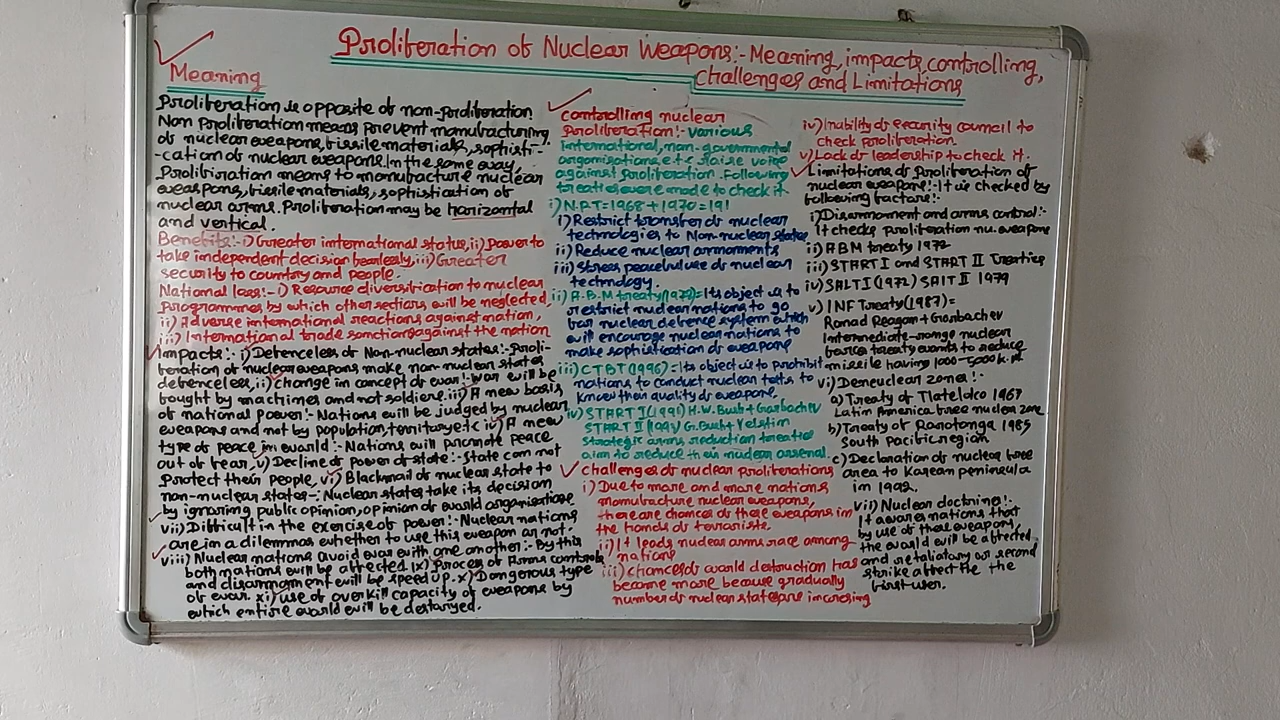 Proliferation of Nuclear Weapons:- Meaning, impacts, controlling,
challenges and Limitations
Meaning
Proliferation is opposite of non-proliferation
Non Proliferation means prevent manufacturing
of nuclear weapons, fissile materials, sophisti-
-cation of nuclear weapons. In the same way
Proliferation means to manufacture nuclear
weapons, fissile materials, sophistication of
nuclear arms. Proliferation may be horizontal
and vertical.
Benefits:- i) Greater international status, ii) Power to
take independent decision fearlessly, iii) Greater
security to country and people.
National loss:- i) Resource diversification to nuclear
Programmes, by which other sectors will be neglected,
ii) Adverse international reactions against nation,
iii) International trade sanctions against the nation
Impacts:- i) Defenceless of Non-nuclear states:- Proli-
feration of nuclear weapons make non-nuclear states
defenceless, ii) change in concept of war:- War will be
fought by machines and not soldiers. iii) A new basis
of national power:- Nations will be judged by nuclear
weapons and not by population, territory etc iv) A new
type of peace in world:- Nations will promote peace
out of fear, v) Decline of Power of state:- State can not
Protect their People, vi) Blackmail of nuclear state to
non-nuclear states-: Nuclear states take its decision
by ignoring public opinion, opinion of world organisations
vii) Difficult in the exercise of power:- Nuclear nations
are in a dilemmas whether to use this weapon or not.
viii) Nuclear nations avoid war with one another:- By this
both nations will be affected ix) Process of Arms controls
and disarmament will be speed up. x) Dangerous type
of war. xi) use of over kill capacity of weapons by
which entire world will be destaryed.
controlling nuclear
Proliferation:- various
international, non-governmental
organisations, etc raise voice
against proliferation. Following
treaties were made to check it
i) N.P.T = 1968 + 1970 = 191
i) Restrict transfer of nuclear
technologies to Non-nuclear states
ii) Reduce nuclear armaments
iii) Stress peaceful use of nuclear
technology.
ii) A.B.M treaty (1972) = Its object is to
restrict nuclear nations to go
for nuclear defence system which
will encourage nuclear nations to
make sophistication of weapons
iii) CTBT (1996) = Its object is to prohibit
nations to conduct nuclear tests to
know their quality of weapons.
iv) START I (1991) H.W. Bush + Gorbachev
START II (1993) G. Bush + Yelstin
Strategic arms reduction treaties
aim to reduce their nuclear arsenal.
challenges of nuclear proliferations
i) Due to more and more nations
manufacture nuclear weapons,
there are chances of these weapons in
the hands of terrorists.
ii) It leads nuclear arms race among
nations
iii) chances of world destruction has
become more because gradually
number of nuclear states are incresing
iv) Inability of security council to
check proliferation.
v) Lack of leadership to check it.
Limitations of Proliferation of
nuclear weapons:- It is checked by
following factors:-
i) Disarmament and arms control:-
It checks proliferation nu. weapons
ii) ABM treaty 1972
iii) START I and START II Treaties
iv) SALT I (1972) SALT II 1979
v) INF Treaty (1987) =
Ronad Reagan + Gorbachev
Intermediate-range nuclear
forces treaty wants to reduce
missile having 1000-5000 k.m
vi) Denuclear zone:-
a) Treaty of Tlatelolco 1967
Latin America free nuclear zone
b) Treaty of Rarotonga 1985
South Pacific region
c) Declaration of nuclear free
area to Korean peninsula
in 1992.
vii) Nuclear doctrine:-
It aware nations that
by use of these weapons
the world will be affected
and retaliatory or second
strike affect the the
first-user.